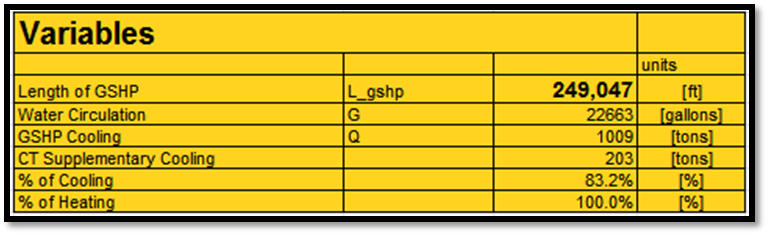 Variables
units
Length of GSHP L_gshp 249,047 [ft]
Water Circulation G 22663 [gallons]
GSHP Cooling Q 1009 [tons]
CT Supplementary Cooling 203 [tons]
% of Cooling 83.2% [%]
% of Heating 100.0% [%]